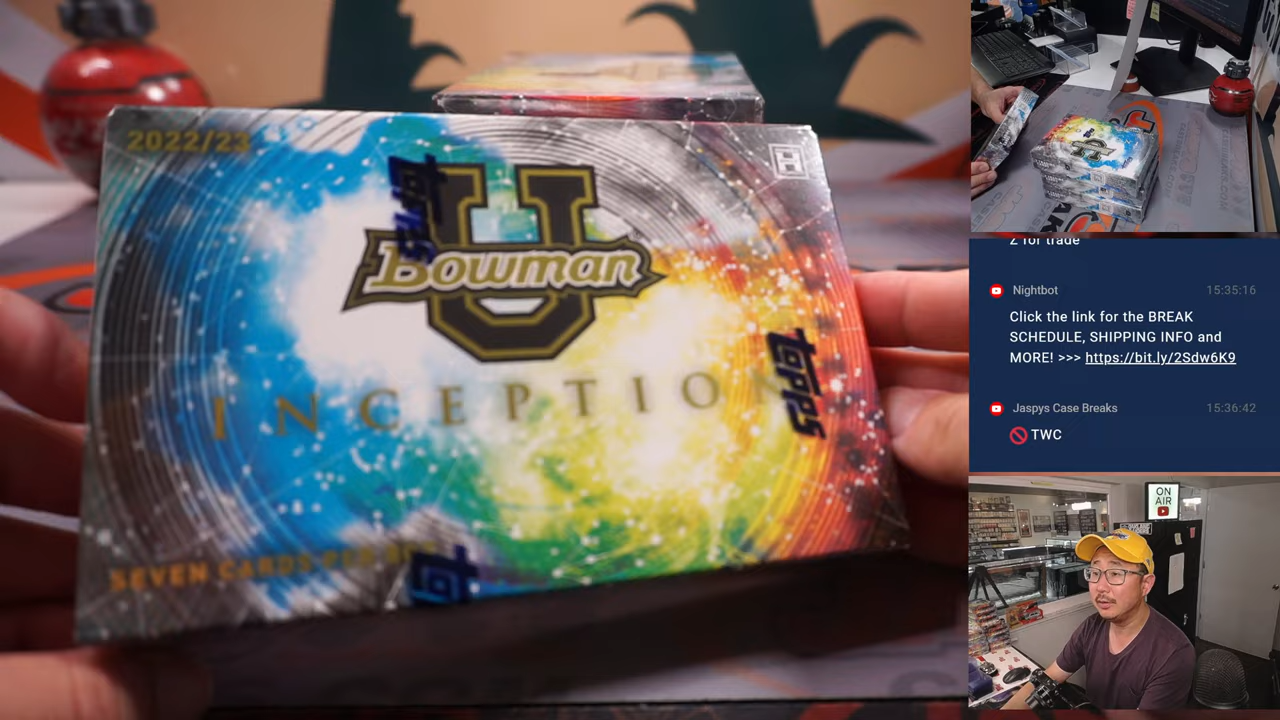 2022/23
H
U
Bowman
INCEPTION
topps
topps
SEVEN CARDS PER BOX
Z for trade
Nightbot
15:35:16
Click the link for the BREAK
SCHEDULE, SHIPPING INFO and
MORE! >>> https://bit.ly/2Sdw6K9
Jaspys Case Breaks
15:36:42
🚫 TWC
ON
AIR